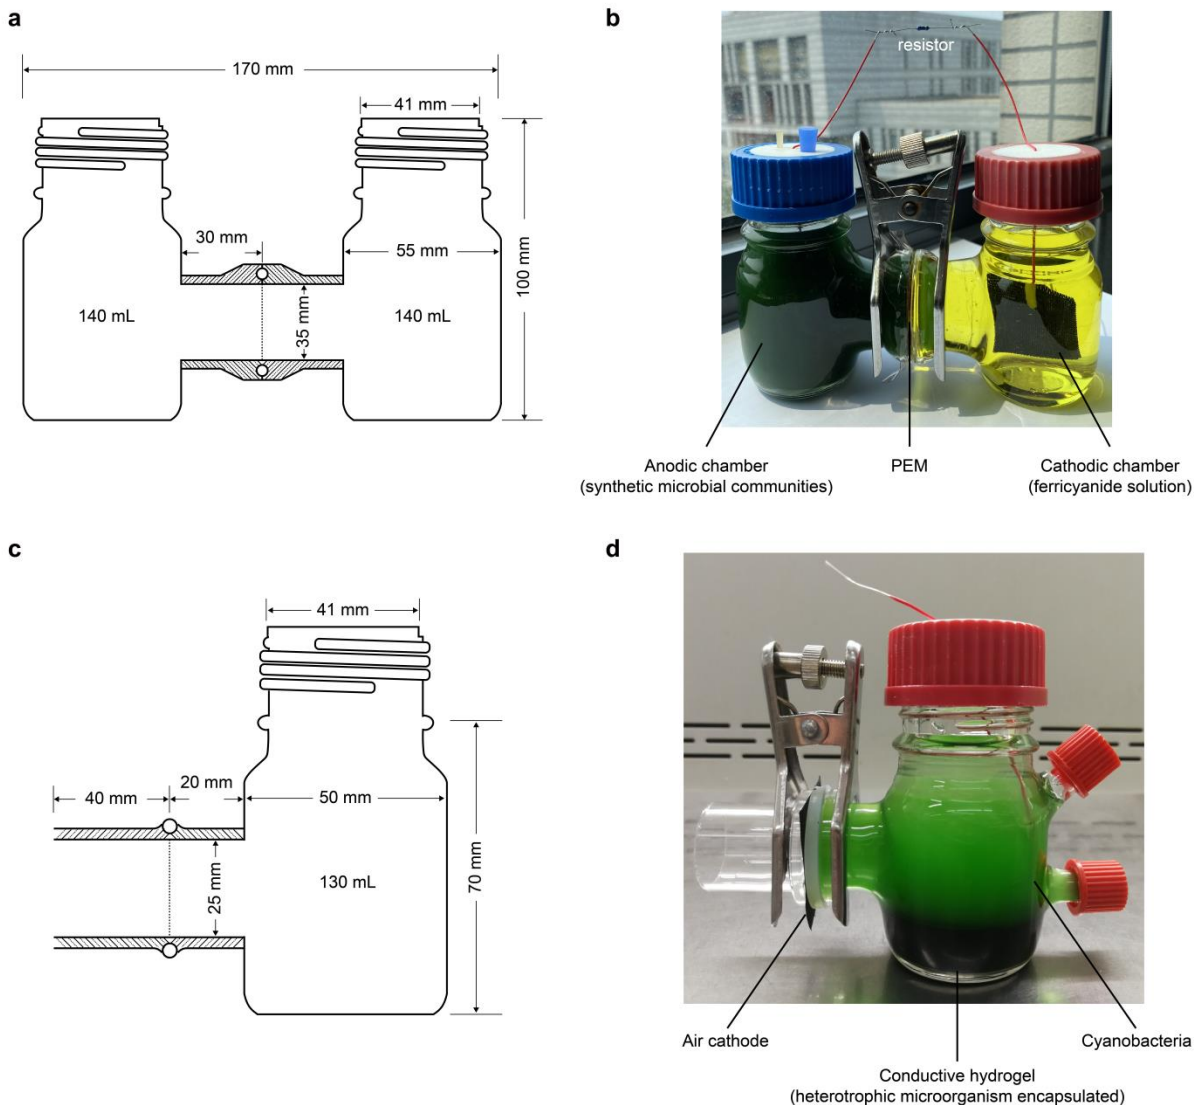 a
170 mm
41 mm
30 mm
55 mm
100 mm
35 mm
140 mL
140 mL
b
resistor
Anodic chamber
(synthetic microbial communities)
PEM
Cathodic chamber
(ferricyanide solution)
c
41 mm
40 mm
20 mm
50 mm
25 mm
130 mL
70 mm
d
Air cathode
Conductive hydrogel
(heterotrophic microorganism encapsulated)
Cyanobacteria